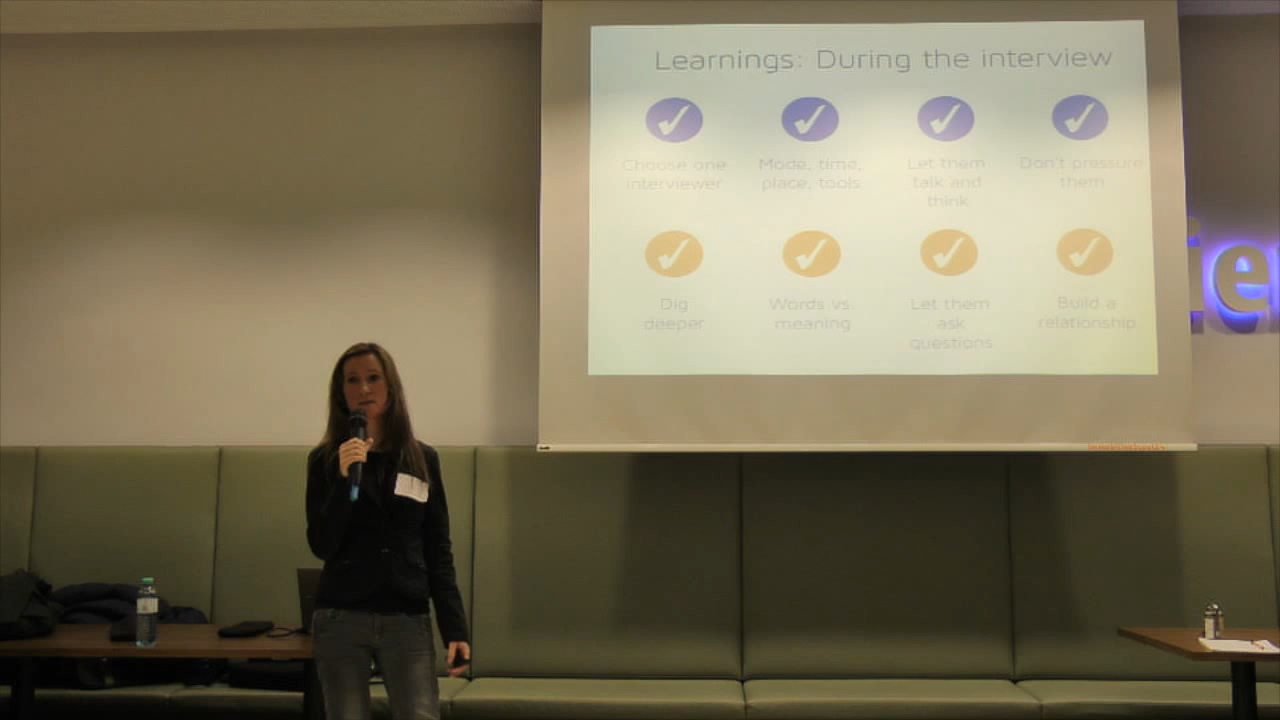 Learnings: During the interview
Choose one
interviewer
Mode, time,
place, tools
Let them
talk and
think
Don't pressure
them
Dig
deeper
Words vs.
meaning
Let them
ask
questions
Build a
relationship
ie